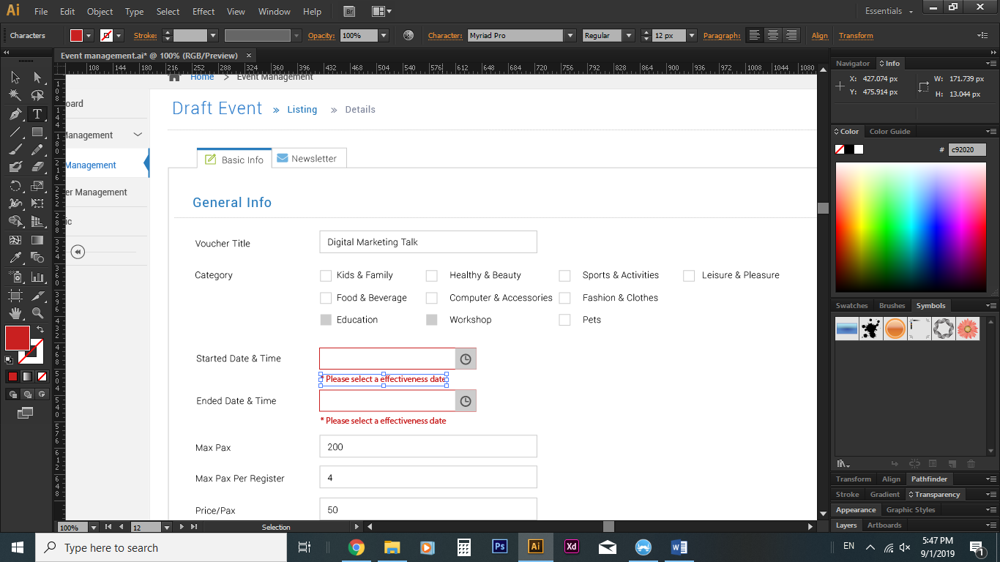 Ai File Edit Object Type Select Effect View Window Help Br Essentials
Characters Stroke: Opacity: 100% Character: Myriad Pro Regular 12 px Paragraph: Align Transform
Event management.ai* @ 100% (RGB/Preview) ×
108 144 180 216 252 288 324 360 396 432 468 504 540 576 612 648 684 720 756 792 828 864 900 936 972 1008 1044 1080
Home > Event Management
oard
Management
Management
er Management
ic
Draft Event » Listing » Details
Basic Info Newsletter
General Info
Voucher Title Digital Marketing Talk
Category Kids & Family Healthy & Beauty Sports & Activities Leisure & Pleasure
Food & Beverage Computer & Accessories Fashion & Clothes
Education Workshop Pets
Started Date & Time
* Please select a effectiveness date
Ended Date & Time
* Please select a effectiveness date
Max Pax 200
Max Pax Per Register 4
Price/Pax 50
Navigator Info
X: 427.074 px W: 171.739 px
Y: 475.914 px H: 13.044 px
Color Color Guide
# c92020
Swatches Brushes Symbols
Transform Align Pathfinder
Stroke Gradient Transparency
Appearance Graphic Styles
Layers Artboards
100% 12 Selection
Type here to search Ps Ai Xd EN 5:47 PM
9/1/2019 1